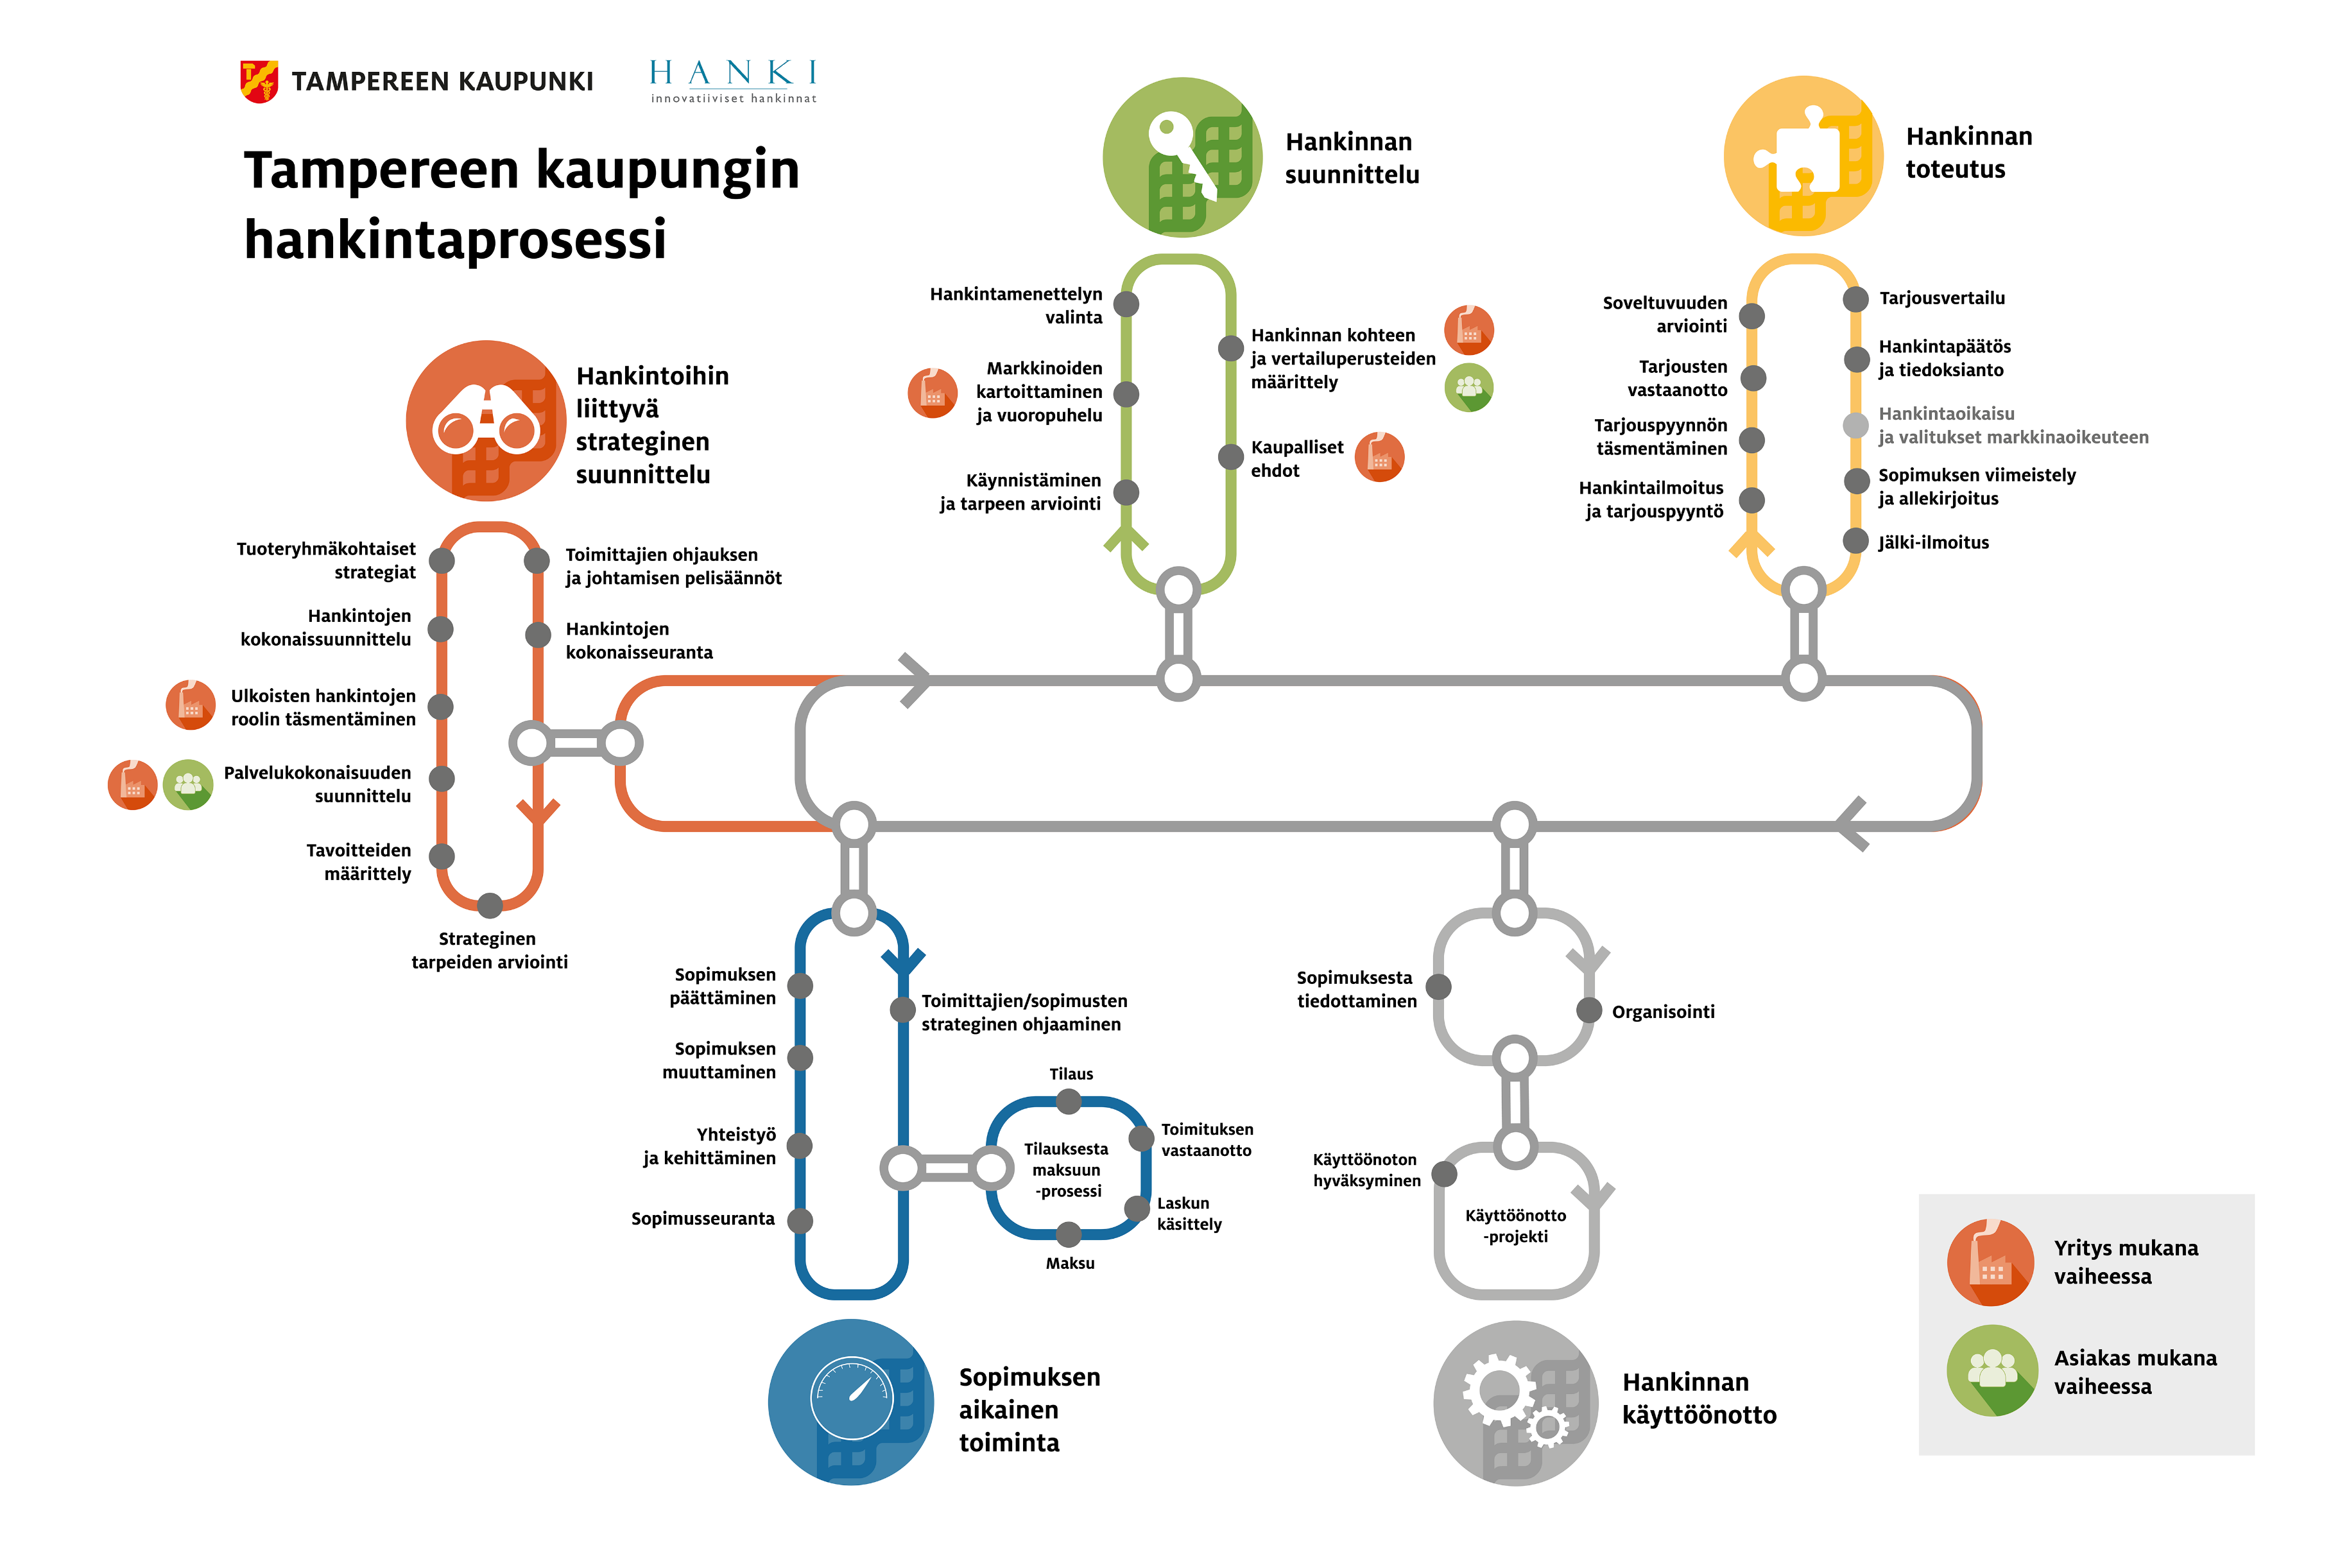 TAMPEREEN KAUPUNKI
HANKI
innovatiiviset hankinnat
Tampereen kaupungin
hankintaprosessi
Hankintoihin
liittyvä
strateginen
suunnittelu
Tuoteryhmäkohtaiset
strategiat
Hankintojen
kokonaissuunnittelu
Ulkoisten hankintojen
roolin täsmentäminen
Palvelukokonaisuuden
suunnittelu
Tavoitteiden
määrittely
Strateginen
tarpeiden arviointi
Toimittajien ohjauksen
ja johtamisen pelisäännöt
Hankintojen
kokonaisseuranta
Hankinnan
suunnittelu
Hankintamenettelyn
valinta
Markkinoiden
kartoittaminen
ja vuoropuhelu
Käynnistäminen
ja tarpeen arviointi
Hankinnan kohteen
ja vertailuperusteiden
määrittely
Kaupalliset
ehdot
Hankinnan
toteutus
Soveltuvuuden
arviointi
Tarjousten
vastaanotto
Tarjouspyynnön
täsmentäminen
Hankintailmoitus
ja tarjouspyyntö
Tarjousvertailu
Hankintapäätös
ja tiedoksianto
Hankintaoikaisu
ja valitukset markkinaoikeuteen
Sopimuksen viimeistely
ja allekirjoitus
Jälki-ilmoitus
Sopimuksen
päättäminen
Sopimuksen
muuttaminen
Yhteistyö
ja kehittäminen
Sopimusseuranta
Toimittajien/sopimusten
strateginen ohjaaminen
Tilaus
Tilauksesta
maksuun
-prosessi
Toimituksen
vastaanotto
Laskun
käsittely
Maksu
Sopimuksen
aikainen
toiminta
Sopimuksesta
tiedottaminen
Organisointi
Käyttöönoton
hyväksyminen
Käyttöönotto
-projekti
Hankinnan
käyttöönotto
Yritys mukana
vaiheessa
Asiakas mukana
vaiheessa